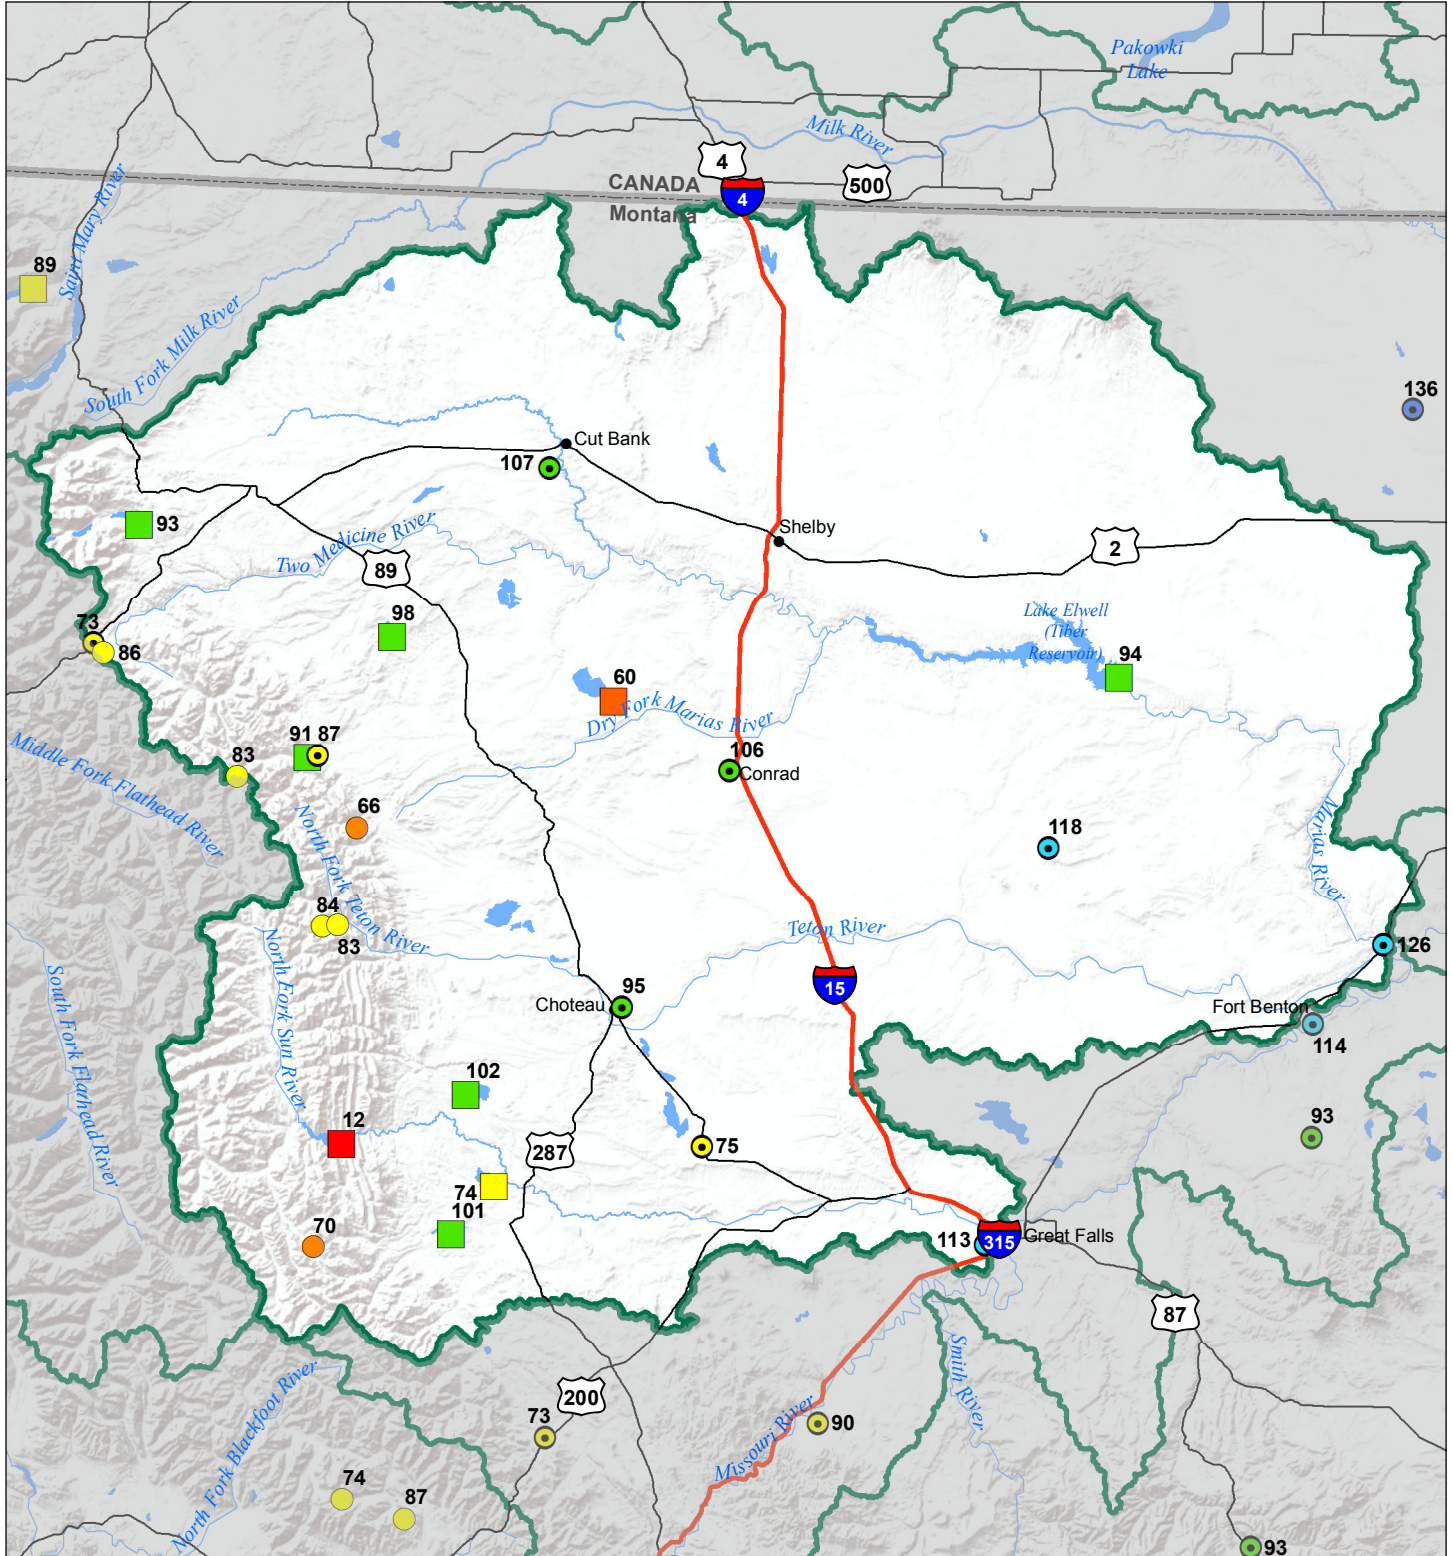 Pakowki
Lake
Milk River
4
500
CANADA
4
Montana
Saint Mary River
89
South Fork Milk River
136
Cut Bank
107
93
Shelby
Two Medicine River
2
89
98
Lake Elwell
(Tiber
Reservoir)
94
73
86
60
Dry Fork Marias River
91
87
106
Conrad
Middle Fork Flathead River
83
66
North Fork Teton River
118
Marias River
84
83
Teton River
126
North Fork Sun River
South Fork Flathead River
15
95
Choteau
Fort Benton
114
102
12
93
287
75
74
101
70
113
315
Great Falls
87
Smith River
200
73
Missouri River
90
North Fork Blackfoot River
74
87
93